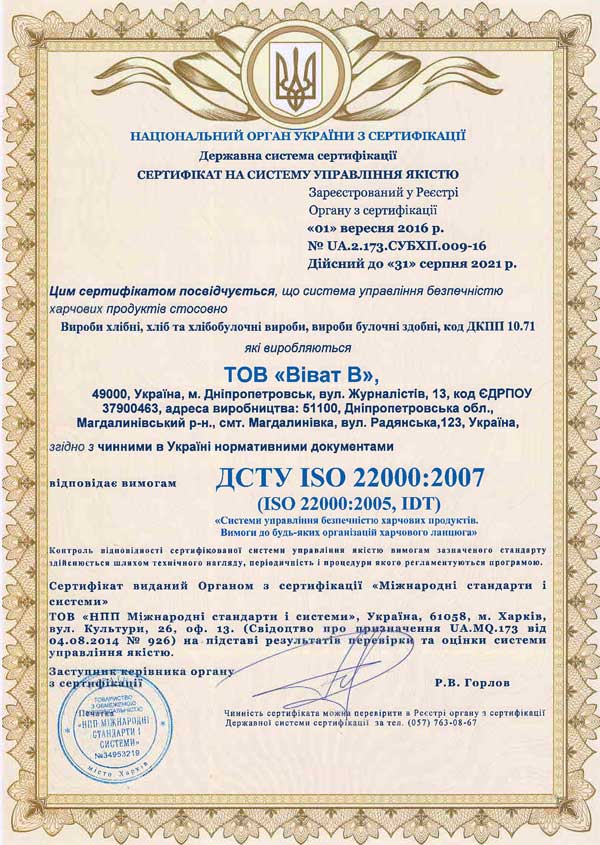 НАЦІОНАЛЬНИЙ ОРГАН УКРАЇНИ З СЕРТИФІКАЦІЇ
Державна система сертифікації
СЕРТИФІКАТ НА СИСТЕМУ УПРАВЛІННЯ ЯКІСТЮ
Зареєстрований у Реєстрі
Органу з сертифікації
«01» вересня 2016 р.
№ UA.2.173.СУБХП.009-16
Дійсний до «31» серпня 2021 р.
Цим сертифікатом посвідчується, що система управління безпечністю
харчових продуктів стосовно
Вироби хлібні, хліб та хлібобулочні вироби, вироби булочні здобні, код ДКПП 10.71
які виробляються
ТОВ «Віват В»,
49000, Україна, м. Дніпропетровськ, вул. Журналістів, 13, код ЄДРПОУ
37900463, адреса виробництва: 51100, Дніпропетровська обл.,
Магдалинівський р-н., смт. Магдалинівка, вул. Радянська,123, Україна,
згідно з чинними в Україні нормативними документами
відповідає вимогам
ДСТУ ISO 22000:2007
(ISO 22000:2005, IDT)
«Системи управління безпечністю харчових продуктів.
Вимоги до будь-яких організацій харчового ланцюга»
Контроль відповідності сертифікованої системи управління якістю вимогам зазначеного стандарту
здійснюється шляхом технічного нагляду, періодичність і процедури якого регламентуються програмою.
Сертифікат виданий Органом з сертифікації «Міжнародні стандарти і
системи»
ТОВ «НПП Міжнародні стандарти і системи», Україна, 61058, м. Харків,
вул. Культури, 26, оф. 13. (Свідоцтво про призначення UA.MQ.173 від
04.08.2014 № 926) на підставі результатів перевірки та оцінки системи
управління якістю.
Заступник керівника органу
з сертифікації
Р.В. Горлов
Печатка
ТОВАРИСТВО
З ОБМЕЖЕНОЮ
ВІДПОВІДАЛЬНІСТЮ
«НПП МІЖНАРОДНІ
СТАНДАРТИ І
СИСТЕМИ»
№34953219
місто Харків
Чинність сертифіката можна перевірити в Реєстрі органу з сертифікації
Державної системи сертифікації за тел. (057) 763-08-67